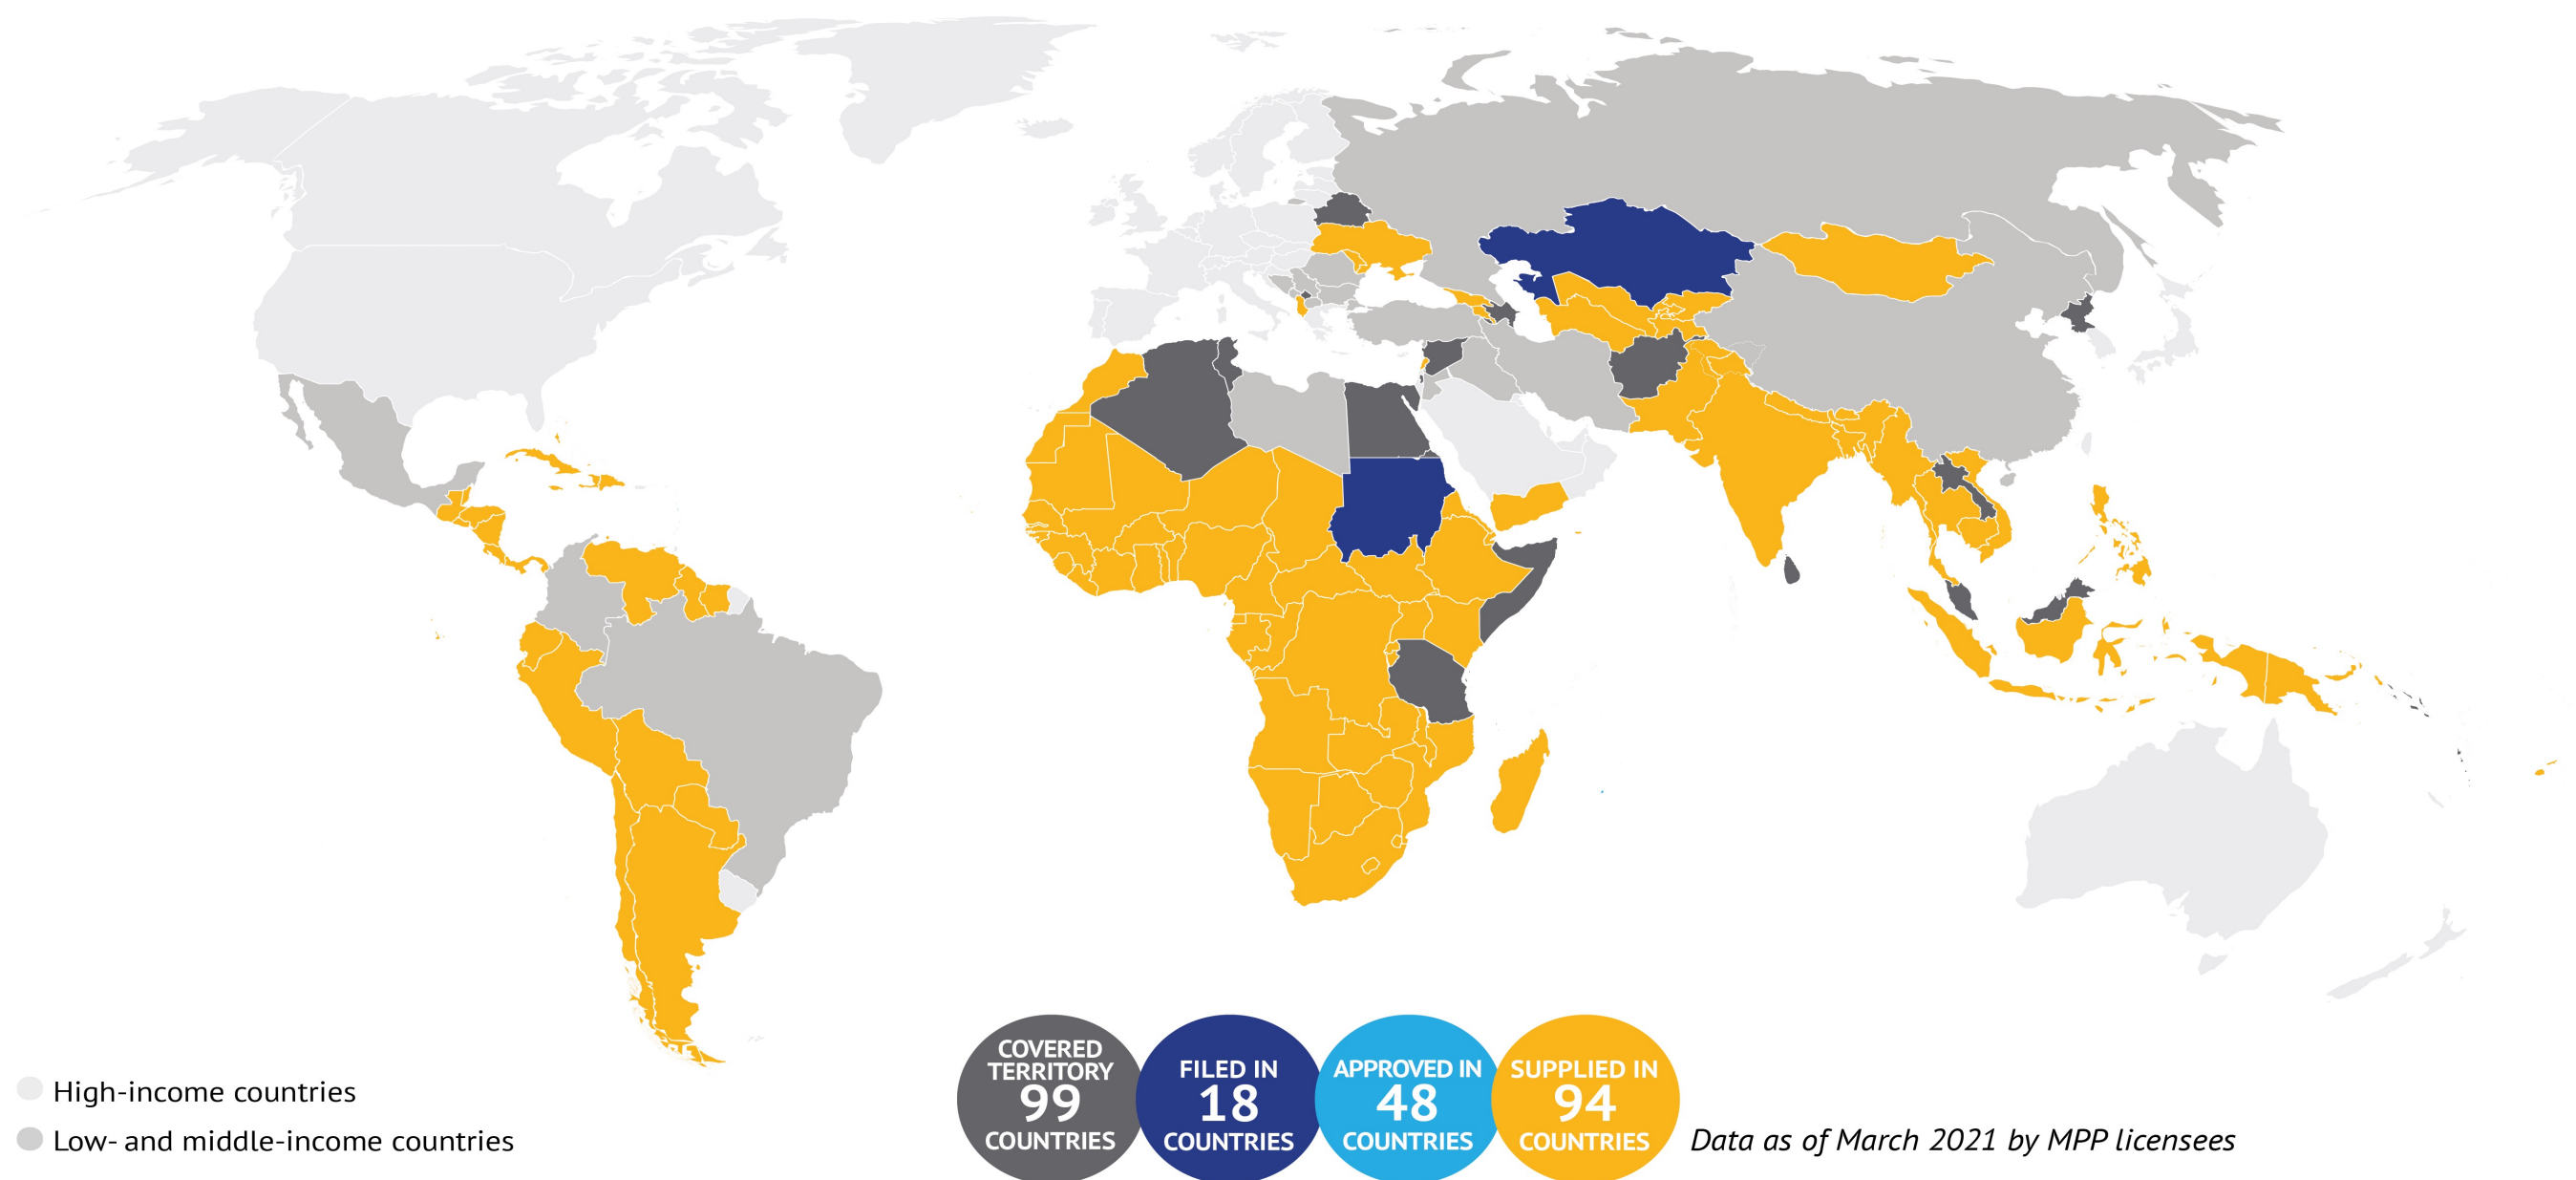 High-income countries
Low- and middle-income countries
COVERED
TERRITORY
99
COUNTRIES
FILED IN
18
COUNTRIES
APPROVED IN
48
COUNTRIES
SUPPLIED IN
94
COUNTRIES
Data as of March 2021 by MPP licensees